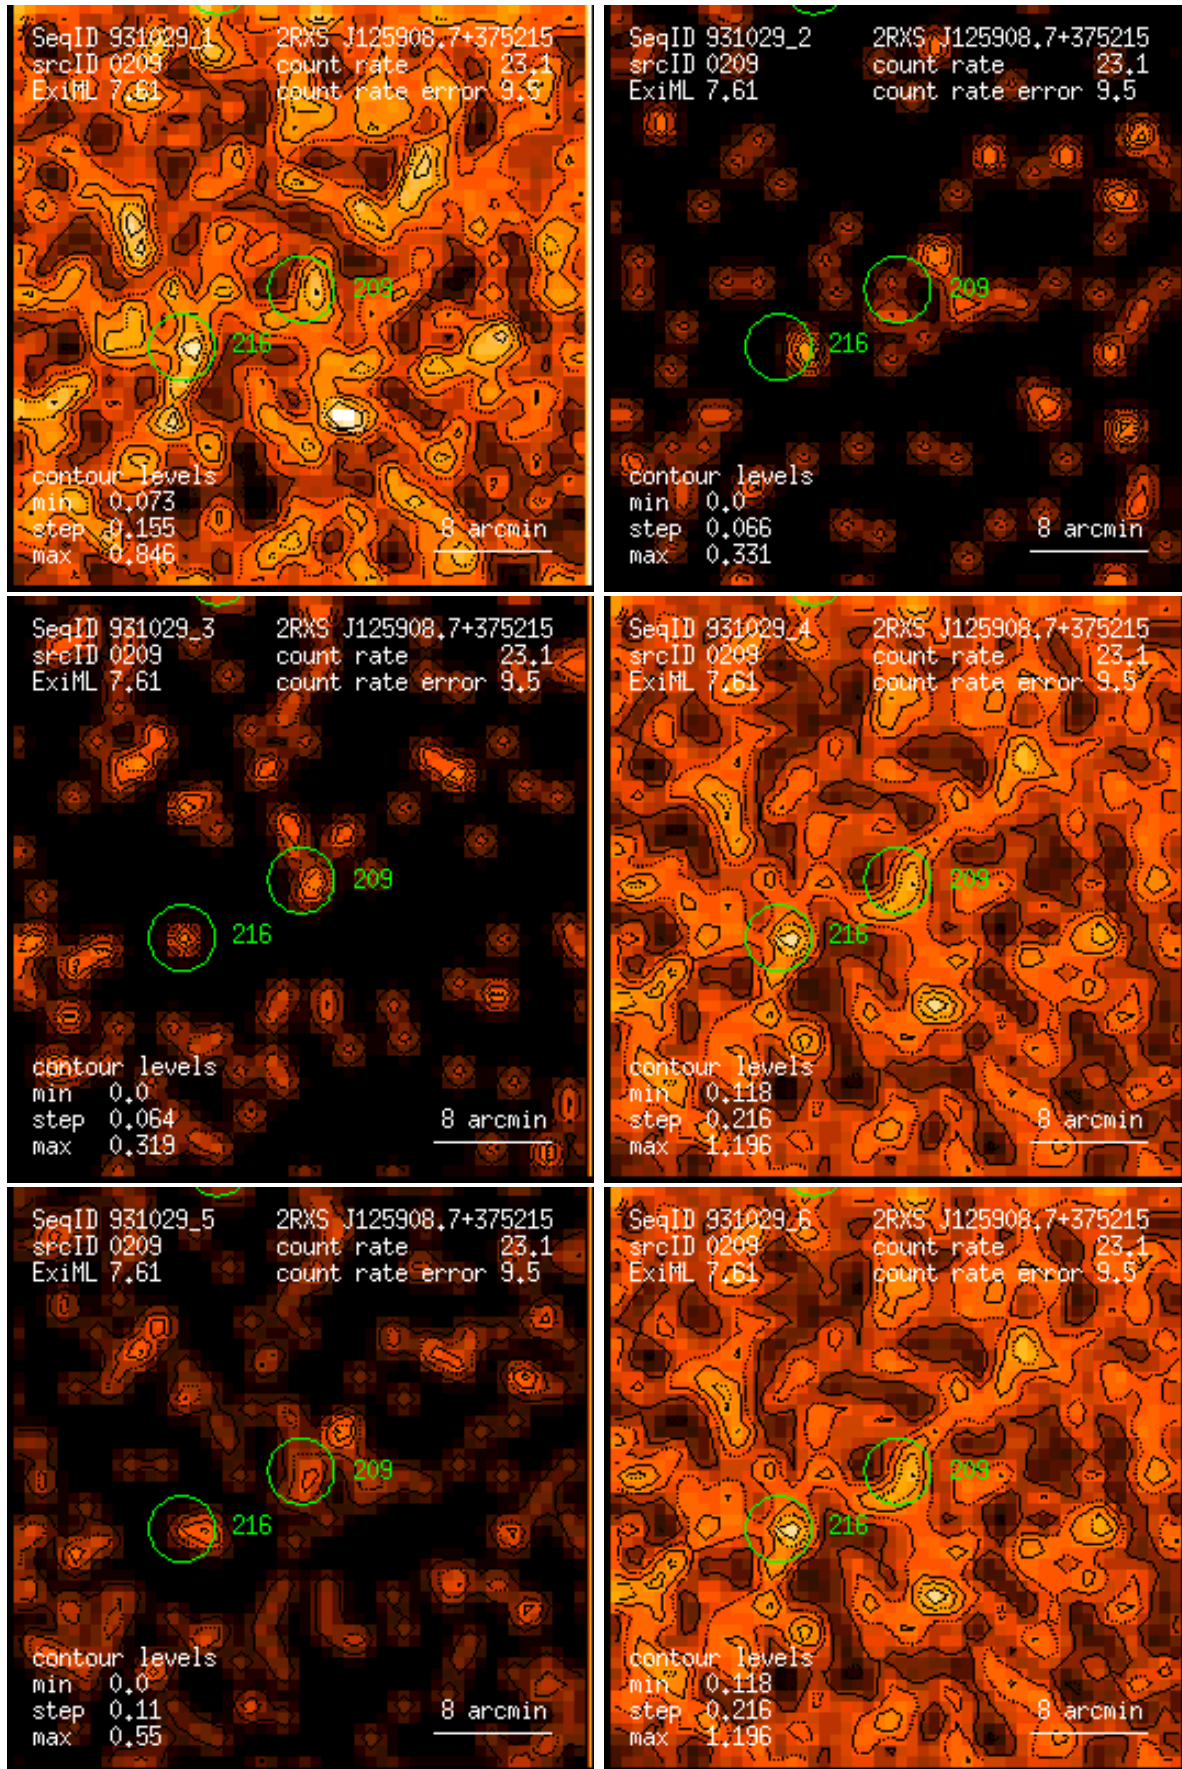 SeqID 931029_1 2RXS J125908.7+375215
srcID 0209 count rate 23.1
ExiML 7.61 count rate error 9.5
209
216
contour levels
min 0.073
step 0.155 8 arcmin
max 0.846
SeqID 931029_2 2RXS J125908.7+375215
srcID 0209 count rate 23.1
ExiML 7.61 count rate error 9.5
209
216
contour levels
min 0.0
step 0.066 8 arcmin
max 0.331
SeqID 931029_3 2RXS J125908.7+375215
srcID 0209 count rate 23.1
ExiML 7.61 count rate error 9.5
209
216
contour levels
min 0.0
step 0.064 8 arcmin
max 0.319
SeqID 931029_4 2RXS J125908.7+375215
srcID 0209 count rate 23.1
ExiML 7.61 count rate error 9.5
209
216
contour levels
min 0.118
step 0.216 8 arcmin
max 1.196
SeqID 931029_5 2RXS J125908.7+375215
srcID 0209 count rate 23.1
ExiML 7.61 count rate error 9.5
209
216
contour levels
min 0.0
step 0.11 8 arcmin
max 0.55
SeqID 931029_6 2RXS J125908.7+375215
srcID 0209 count rate 23.1
ExiML 7.61 count rate error 9.5
209
216
contour levels
min 0.118
step 0.216 8 arcmin
max 1.196